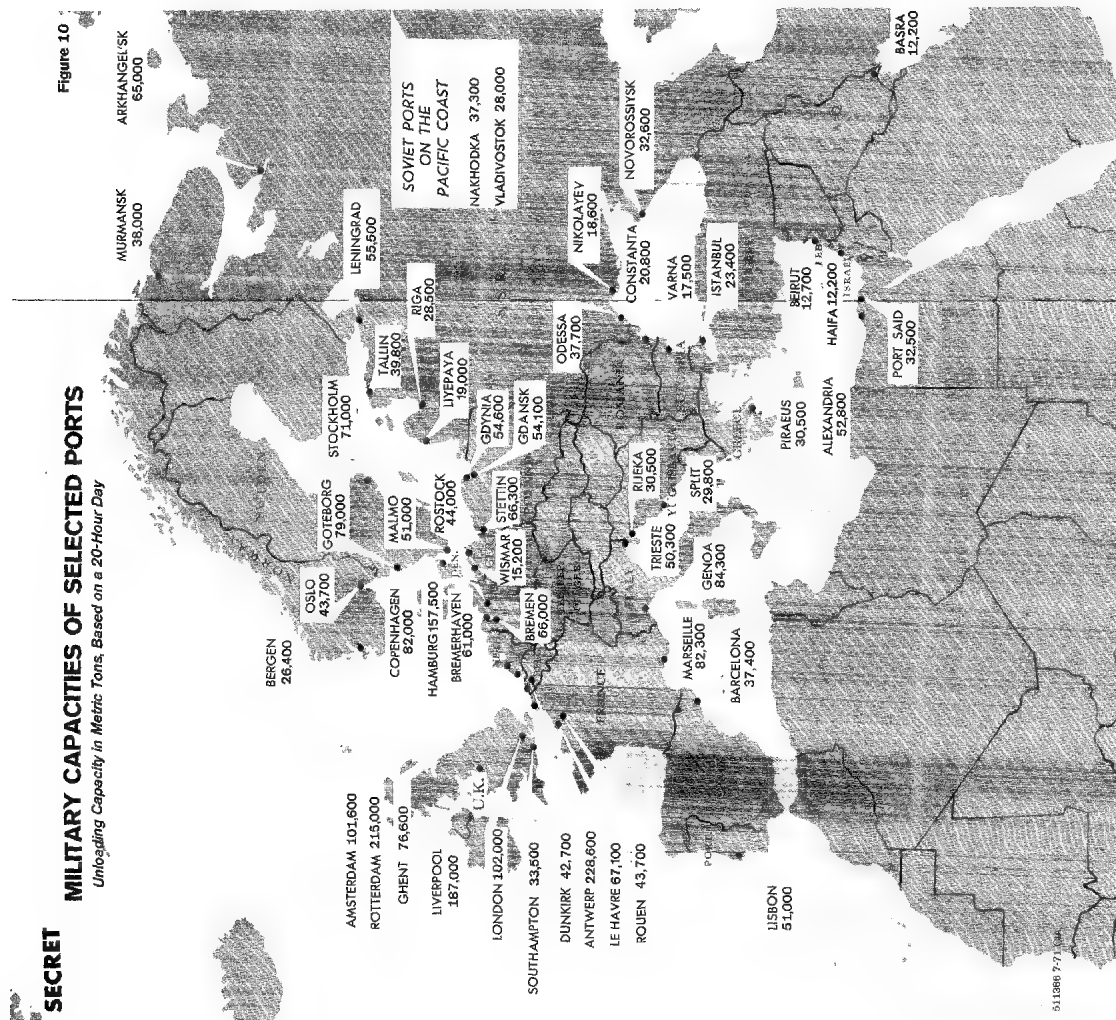 SECRET
Figure 10
MILITARY CAPACITIES OF SELECTED PORTS
Unloading Capacity in Metric Tons, Based on a 20-Hour Day
MURMANSK
38,000
ARKHANGEL'SK
65,000
BERGEN
26,400
OSLO
43,700
GOTEBORG
79,000
STOCKHOLM
71,000
LENINGRAD
55,500
TALLIN
39,800
RIGA
28,500
LIYEPAYA
19,000
SOVIET PORTS
ON THE
PACIFIC COAST
NAKHODKA 37,300
VLADIVOSTOK 28,000
AMSTERDAM 101,600
ROTTERDAM 215,000
GHENT 76,600
LIVERPOOL
187,000
LONDON 102,000
SOUTHAMPTON 33,500
DUNKIRK 42,700
ANTWERP 228,600
LE HAVRE 67,100
ROUEN 43,700
U.K.
COPENHAGEN
82,000
HAMBURG 157,500
BREMERHAVEN
61,000
MALMO
51,000
ROSTOCK
44,000
GDYNIA
54,600
GDANSK
54,100
STETTIN
66,300
WISMAR
15,200
BREMEN
66,000
DEN.
FRANCE
ODESSA
37,700
NIKOLAYEV
18,600
NOVOROSSIYSK
32,600
CONSTANTA
20,800
VARNA
17,500
ISTANBUL
23,400
RIJEKA
30,500
SPLIT
29,800
TRIESTE
50,300
GENOA
84,300
MARSEILLE
82,300
BARCELONA
37,400
LISBON
51,000
PIRAEUS
30,500
ALEXANDRIA
52,800
BEIRUT
12,700
HAIFA 12,200
ISRAEL
PORT SAID
32,500
BASRA
12,200